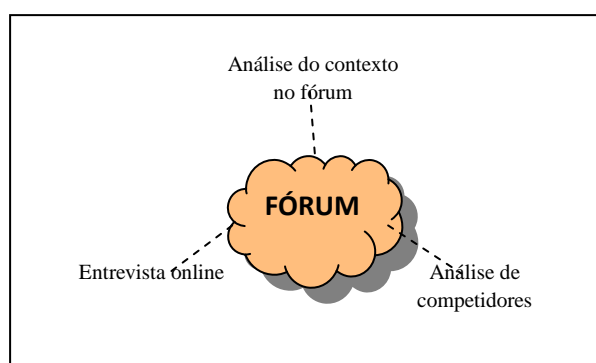 Análise do contexto
no fórum
FÓRUM
Entrevista online
Análise de
competidores